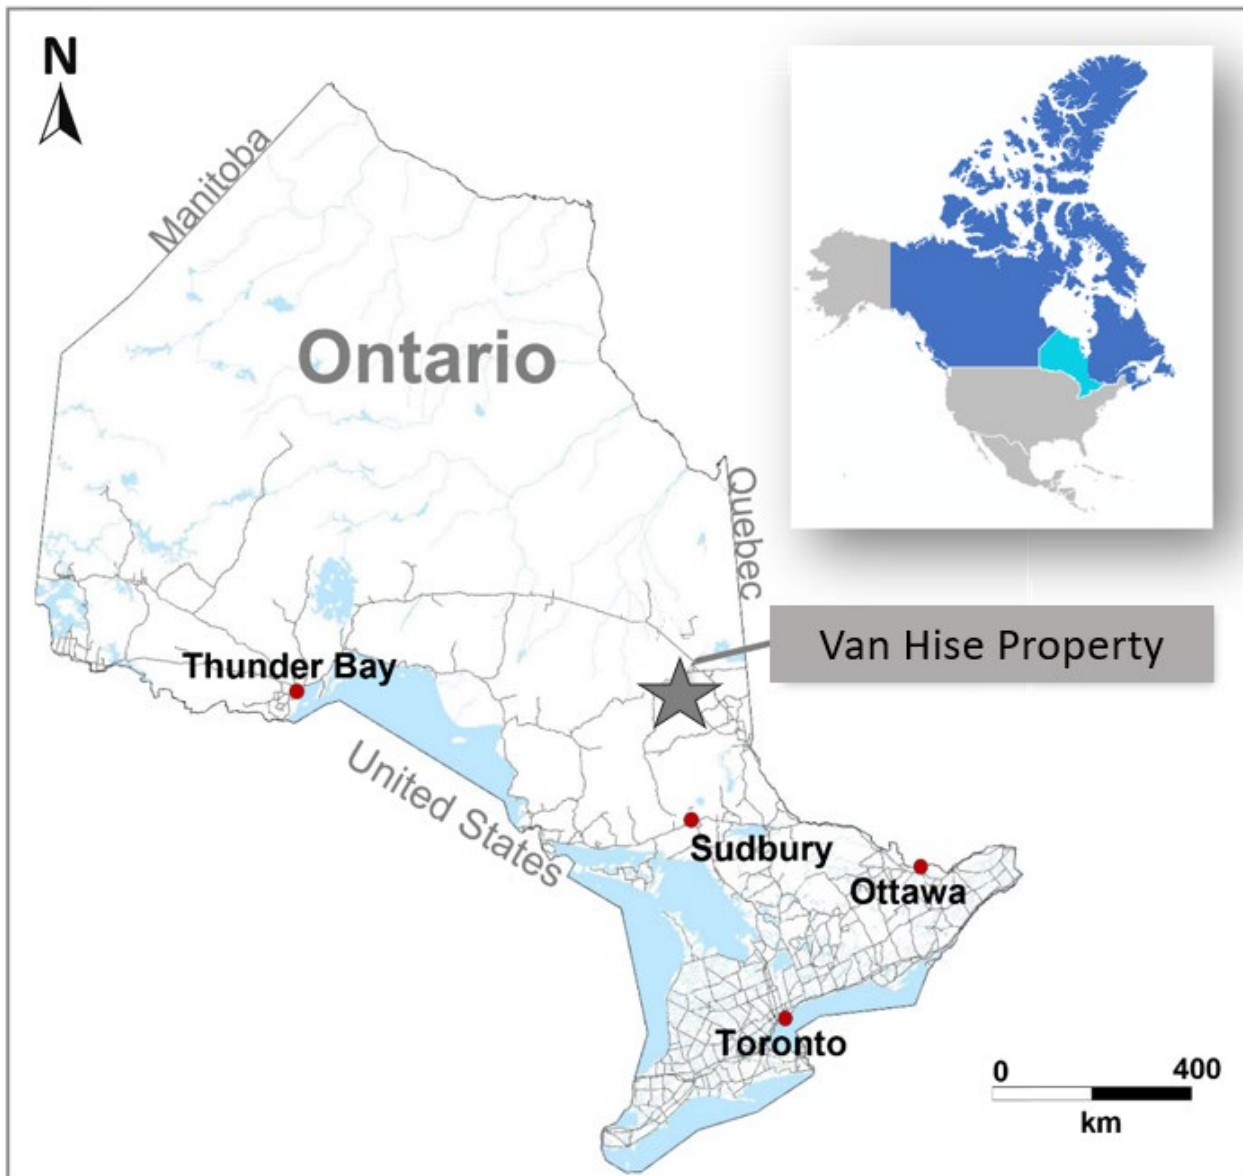 N
Manitoba
Ontario
Quebec
Van Hise Property
Thunder Bay
United States
Sudbury
Ottawa
Toronto
0 400
km